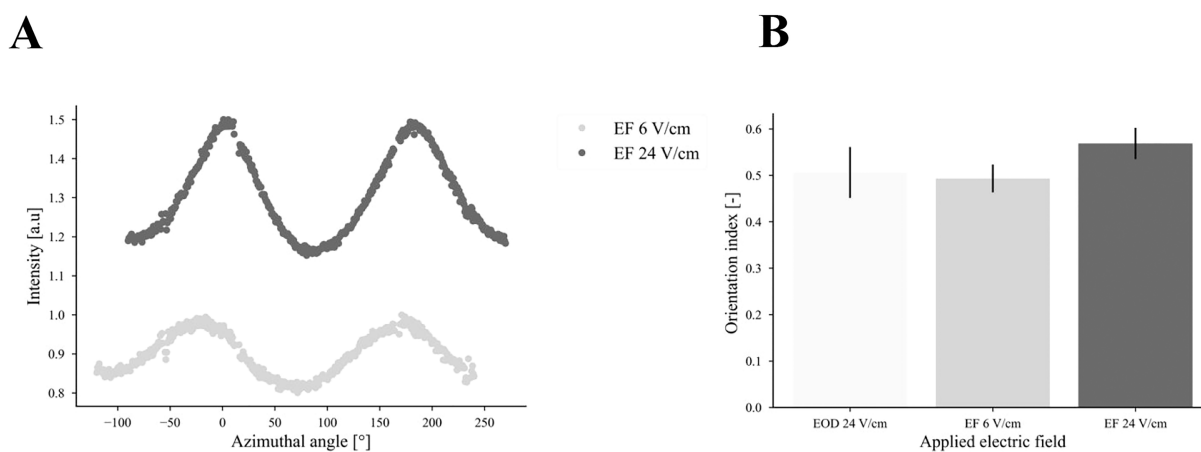 A
B
Intensity [a.u]
1.5
1.4
1.3
1.2
1.1
1.0
0.9
0.8
−100
−50
0
50
100
150
200
250
Azimuthal angle [°]
EF 6 V/cm
EF 24 V/cm
Orientation index [-]
0.6
0.5
0.4
0.3
0.2
0.1
0.0
EOD 24 V/cm
EF 6 V/cm
EF 24 V/cm
Applied electric field